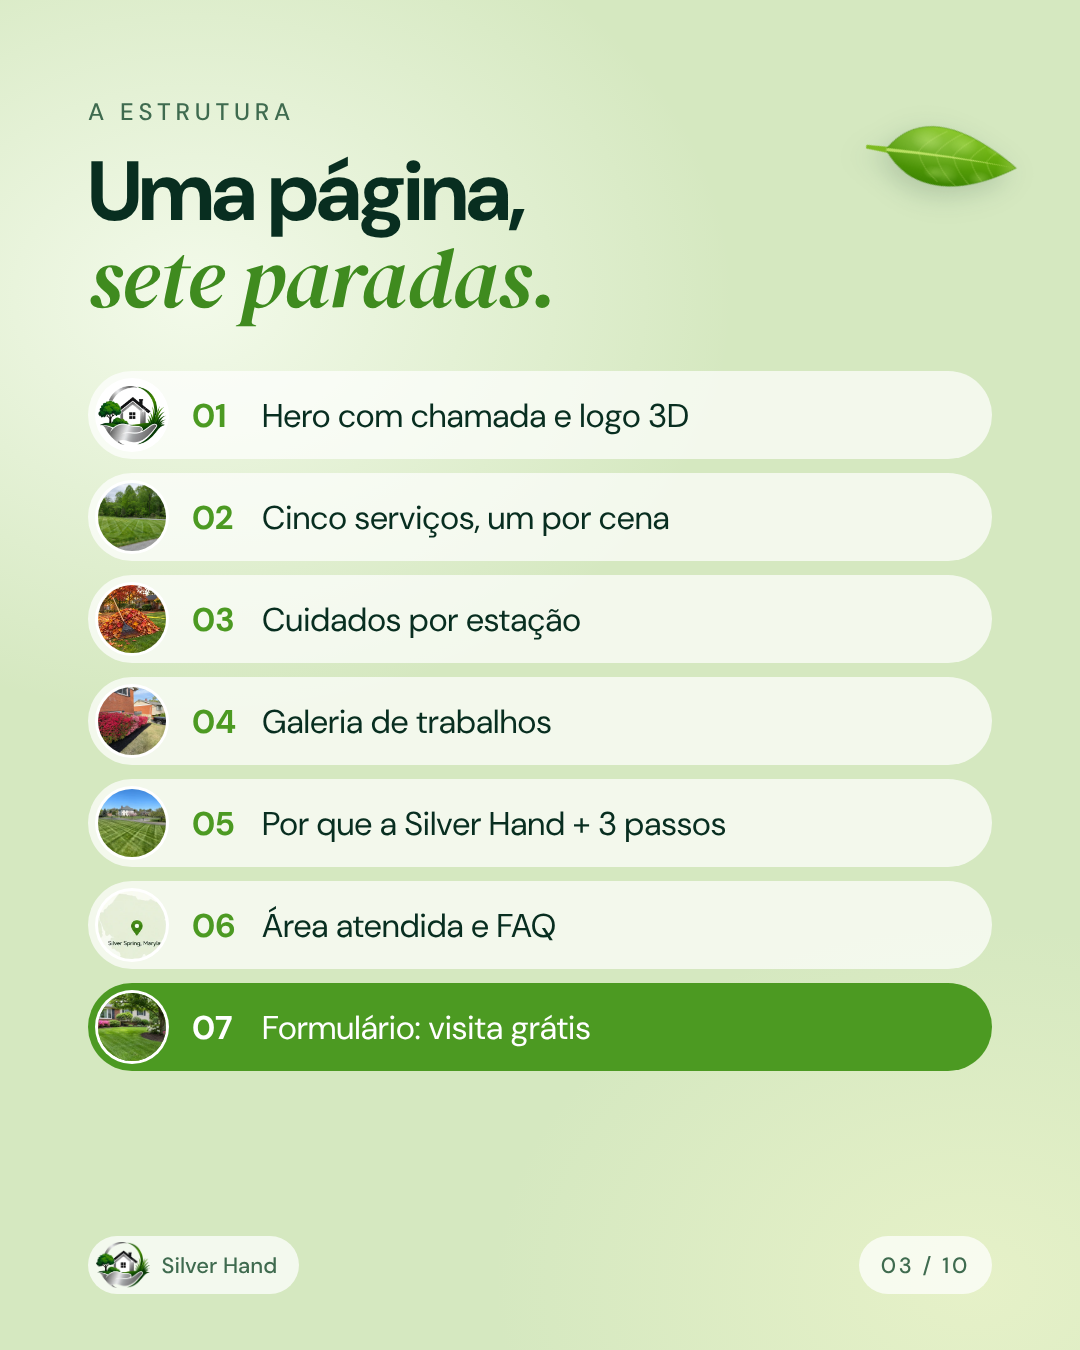 A ESTRUTURA
Uma página,
sete paradas.
01 Hero com chamada e logo 3D
02 Cinco serviços, um por cena
03 Cuidados por estação
04 Galeria de trabalhos
05 Por que a Silver Hand + 3 passos
06 Área atendida e FAQ
Silver Spring,
07 Formulário: visita grátis
Silver Hand
03 / 10